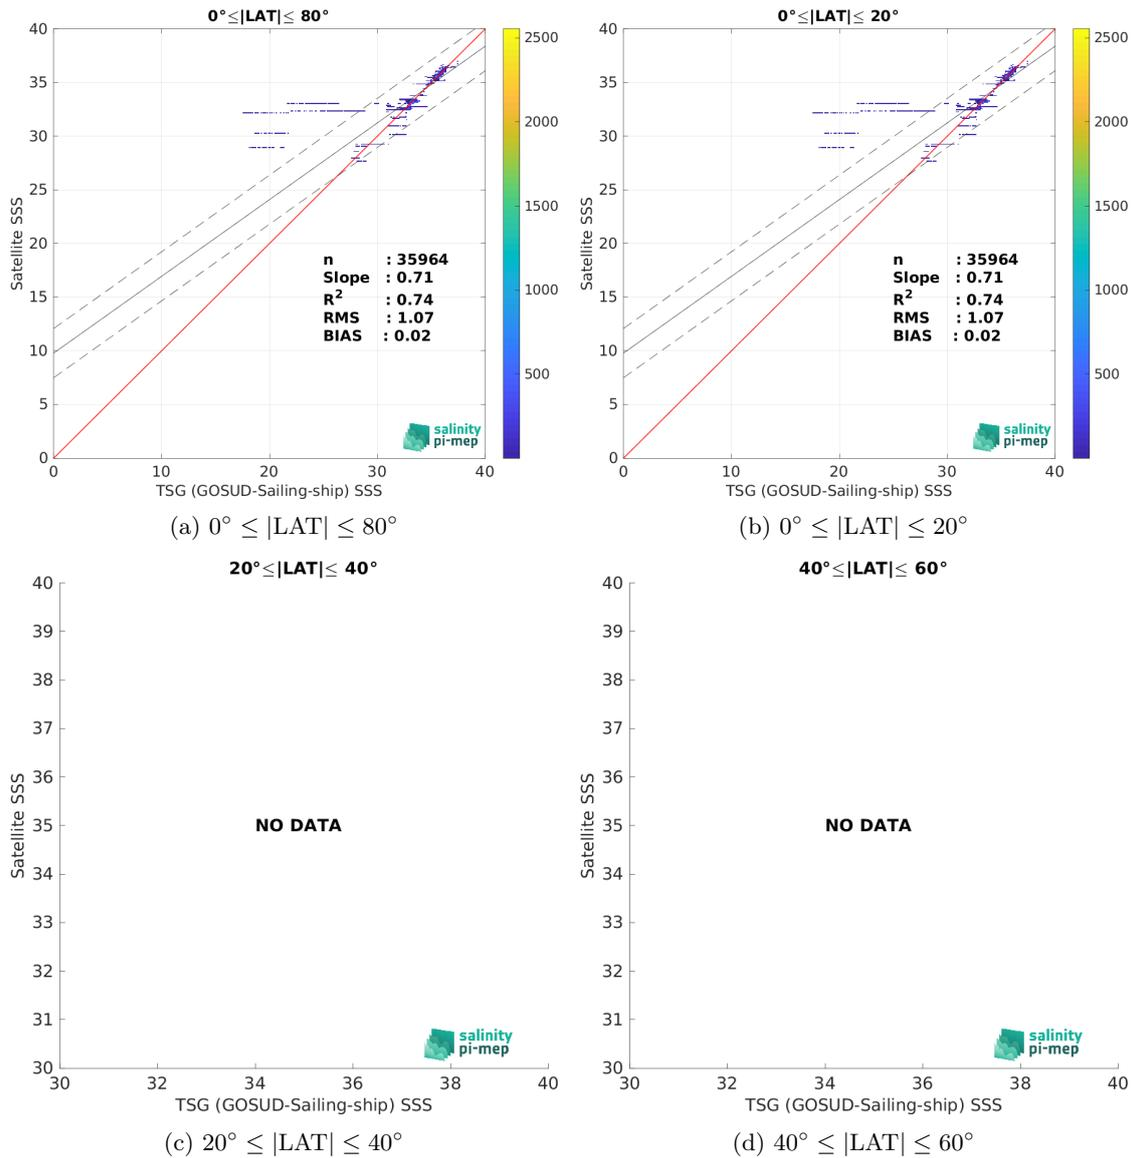 0°≤|LAT|≤ 80°
40
35
30
25
20
15
10
5
0
Satellite SSS
n : 35964
Slope : 0.71
R² : 0.74
RMS : 1.07
BIAS : 0.02
salinity
pi-mep
0 10 20 30 40
TSG (GOSUD-Sailing-ship) SSS
2500
2000
1500
1000
500
(a) 0° ≤ |LAT| ≤ 80°
0°≤|LAT|≤ 20°
40
35
30
25
20
15
10
5
0
Satellite SSS
n : 35964
Slope : 0.71
R² : 0.74
RMS : 1.07
BIAS : 0.02
salinity
pi-mep
0 10 20 30 40
TSG (GOSUD-Sailing-ship) SSS
2500
2000
1500
1000
500
(b) 0° ≤ |LAT| ≤ 20°
20°≤|LAT|≤ 40°
40
39
38
37
36
35
34
33
32
31
30
Satellite SSS
NO DATA
salinity
pi-mep
30 32 34 36 38 40
TSG (GOSUD-Sailing-ship) SSS
(c) 20° ≤ |LAT| ≤ 40°
40°≤|LAT|≤ 60°
40
39
38
37
36
35
34
33
32
31
30
Satellite SSS
NO DATA
salinity
pi-mep
30 32 34 36 38 40
TSG (GOSUD-Sailing-ship) SSS
(d) 40° ≤ |LAT| ≤ 60°